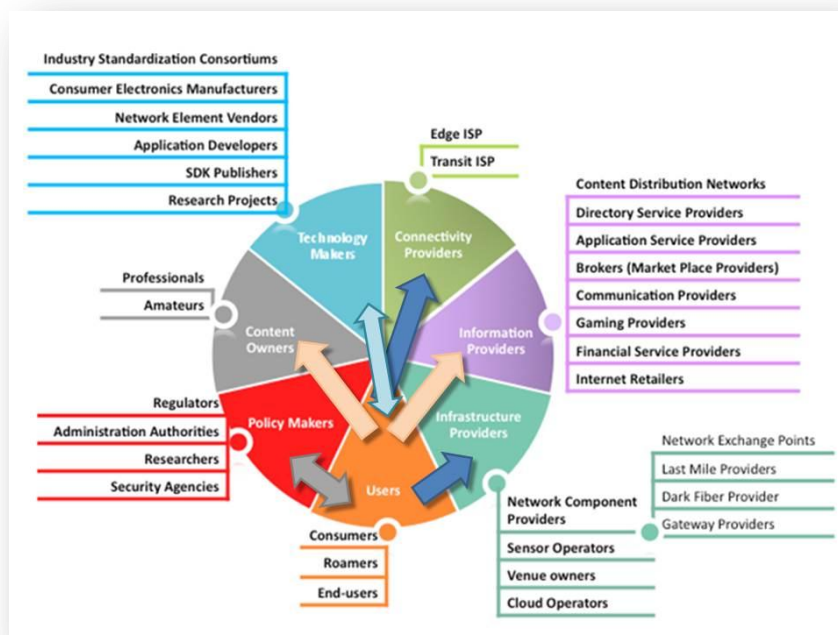 Industry Standardization Consortiums
Consumer Electronics Manufacturers
Network Element Vendors
Application Developers
SDK Publishers
Research Projects
Edge ISP
Transit ISP
Content Distribution Networks
Directory Service Providers
Application Service Providers
Brokers (Market Place Providers)
Communication Providers
Gaming Providers
Financial Service Providers
Internet Retailers
Technology
Makers
Connectivity
Providers
Professionals
Amateurs
Content
Owners
Information
Providers
Regulators
Administration Authorities
Researchers
Security Agencies
Policy Makers
Infrastructure
Providers
Users
Network Exchange Points
Last Mile Providers
Dark Fiber Provider
Gateway Providers
Network Component
Providers
Sensor Operators
Venue owners
Cloud Operators
Consumers
Roamers
End-users